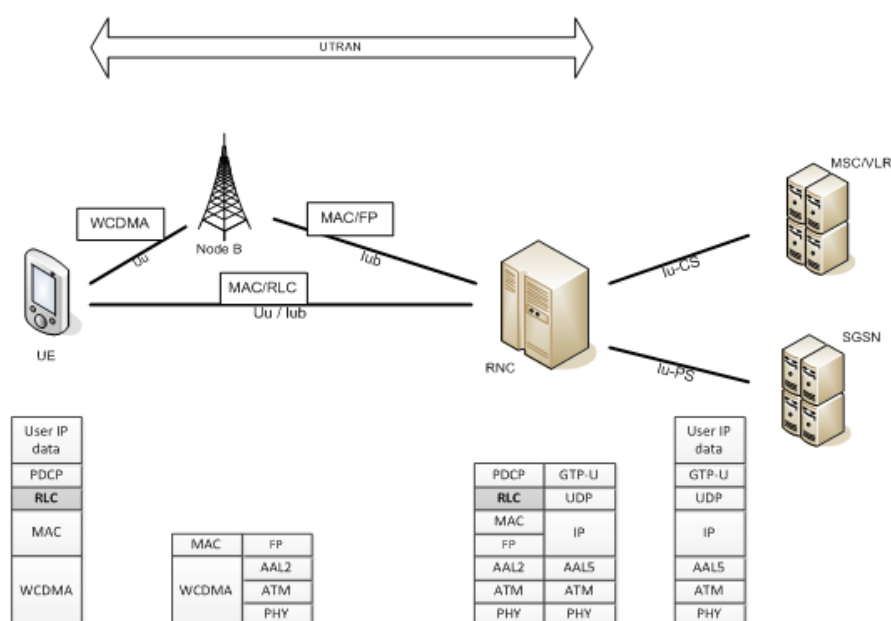 UTRAN
MSC/VLR
WCDMA
MAC/FP
Node B
Uu
Iub
Iu-CS
MAC/RLC
Uu / Iub
UE
RNC
SGSN
Iu-PS
User IP
data
PDCP
RLC
MAC
WCDMA
MAC FP
WCDMA AAL2
ATM
PHY
PDCP GTP-U
RLC UDP
MAC IP
FP
AAL2 AAL5
ATM ATM
PHY PHY
User IP
data
GTP-U
UDP
IP
AAL5
ATM
PHY